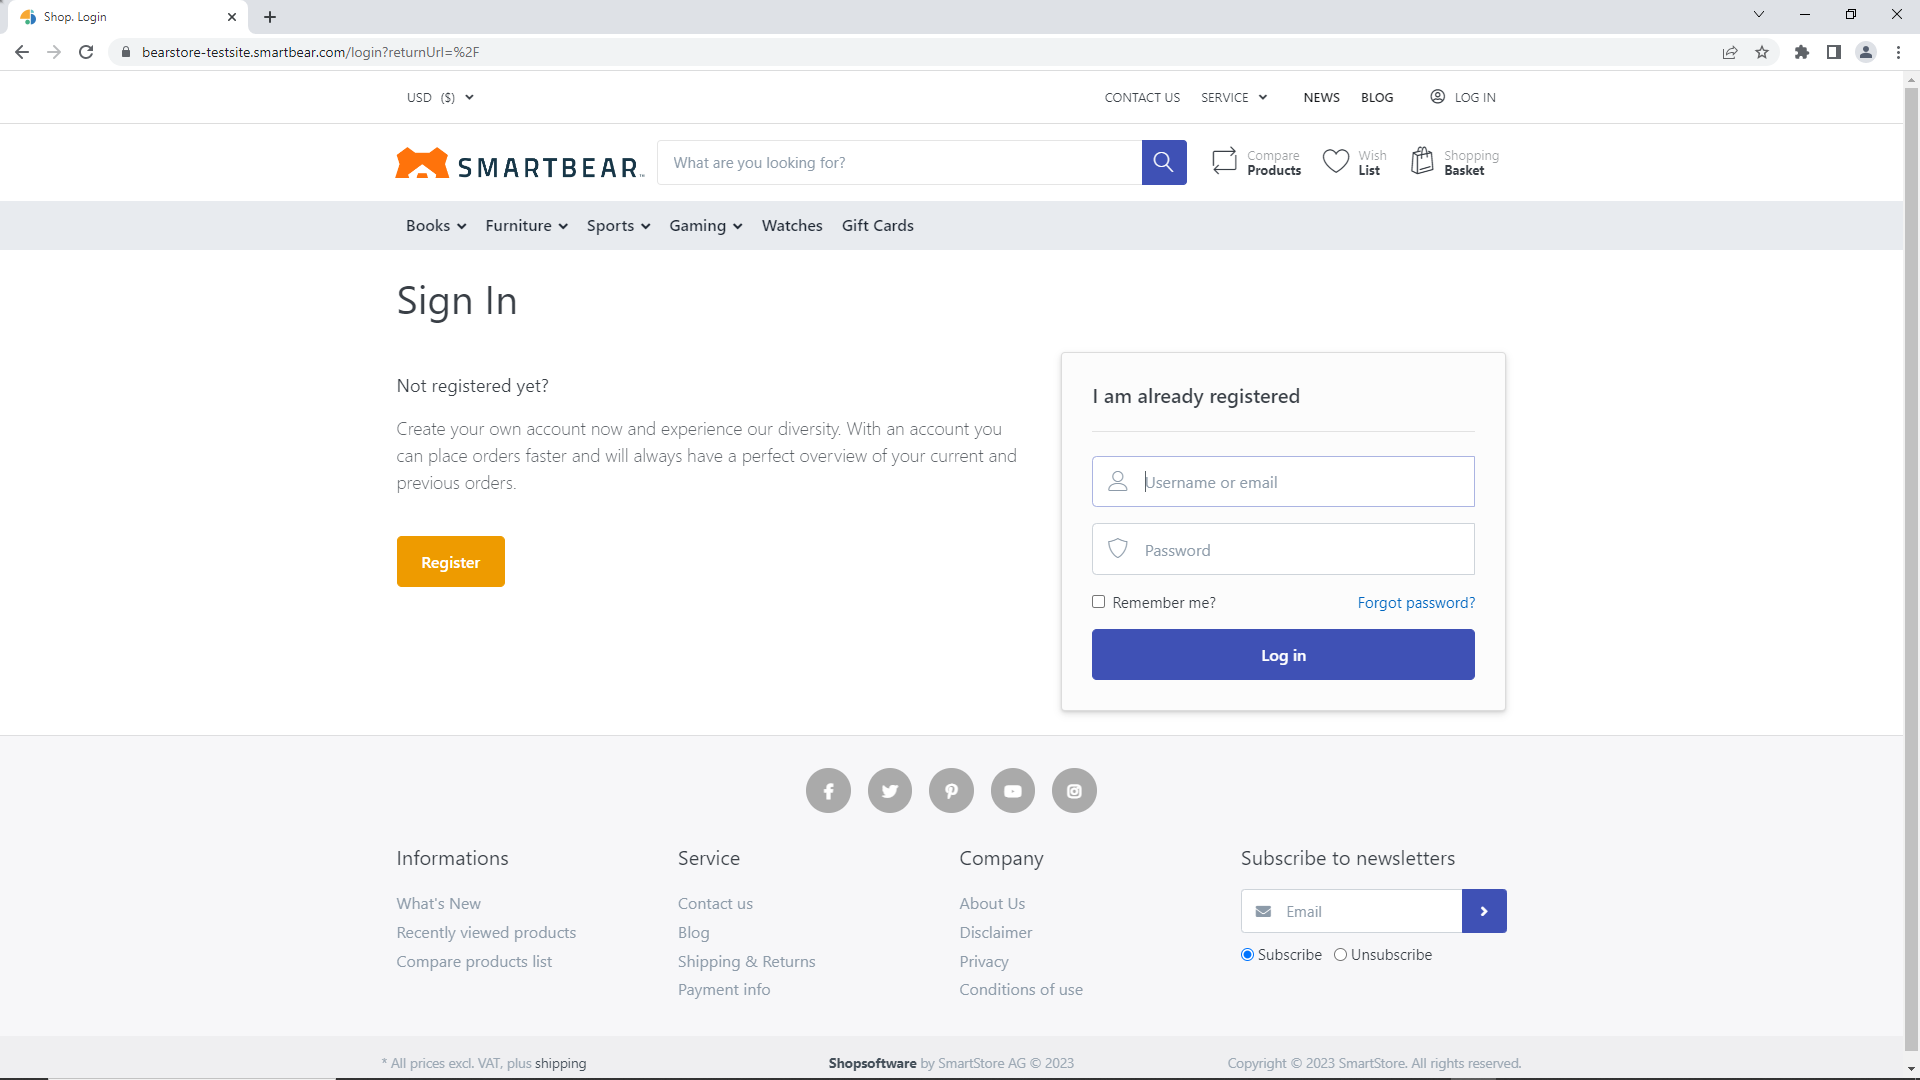 Shop. Login
bearstore-testsite.smartbear.com/login?returnUrl=%2F
USD ($)
CONTACT US SERVICE NEWS BLOG LOG IN
SMARTBEAR
What are you looking for?
Compare
Products
Wish
List
Shopping
Basket
Books Furniture Sports Gaming Watches Gift Cards
Sign In
Not registered yet?
Create your own account now and experience our diversity. With an account you
can place orders faster and will always have a perfect overview of your current and
previous orders.
Register
I am already registered
Username or email
Password
Remember me? Forgot password?
Log in
Informations
What's New
Recently viewed products
Compare products list
Service
Contact us
Blog
Shipping & Returns
Payment info
Company
About Us
Disclaimer
Privacy
Conditions of use
Subscribe to newsletters
Email
Subscribe Unsubscribe
* All prices excl. VAT, plus shipping
Shopsoftware by SmartStore AG © 2023
Copyright © 2023 SmartStore. All rights reserved.